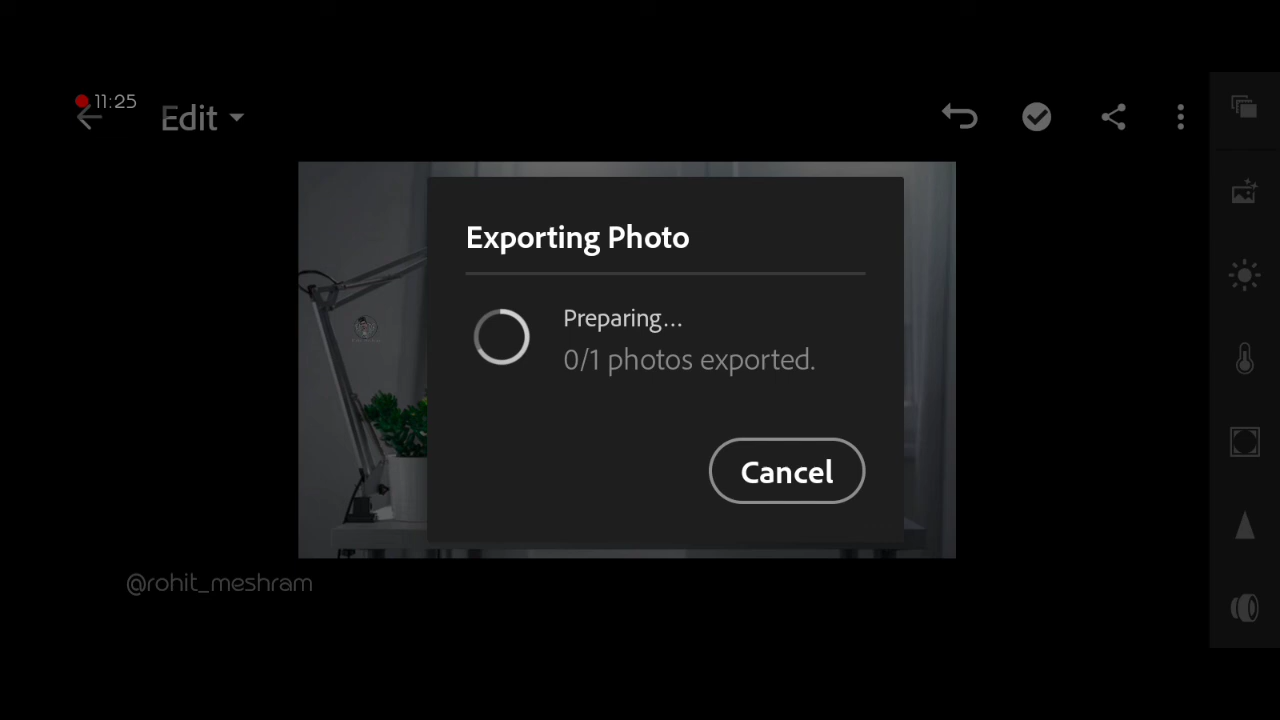 11:25
Edit
Exporting Photo
Preparing...
0/1 photos exported.
Cancel
@rohit_meshram